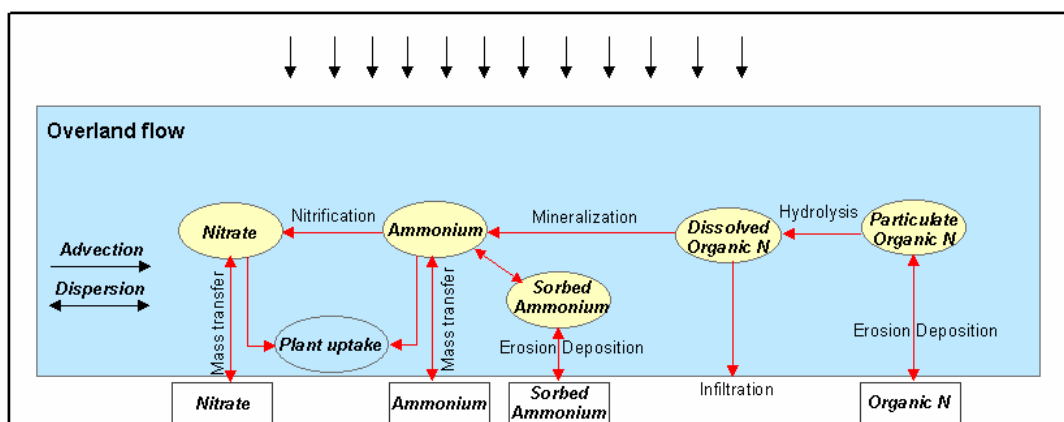 Overland flow
Nitrification
Mineralization
Hydrolysis
Nitrate
Ammonium
Dissolved
Organic N
Particulate
Organic N
Advection
Dispersion
Mass transfer
Mass transfer
Sorbed
Ammonium
Plant uptake
Erosion Deposition
Erosion Deposition
Infiltration
Nitrate
Ammonium
Sorbed
Ammonium
Organic N